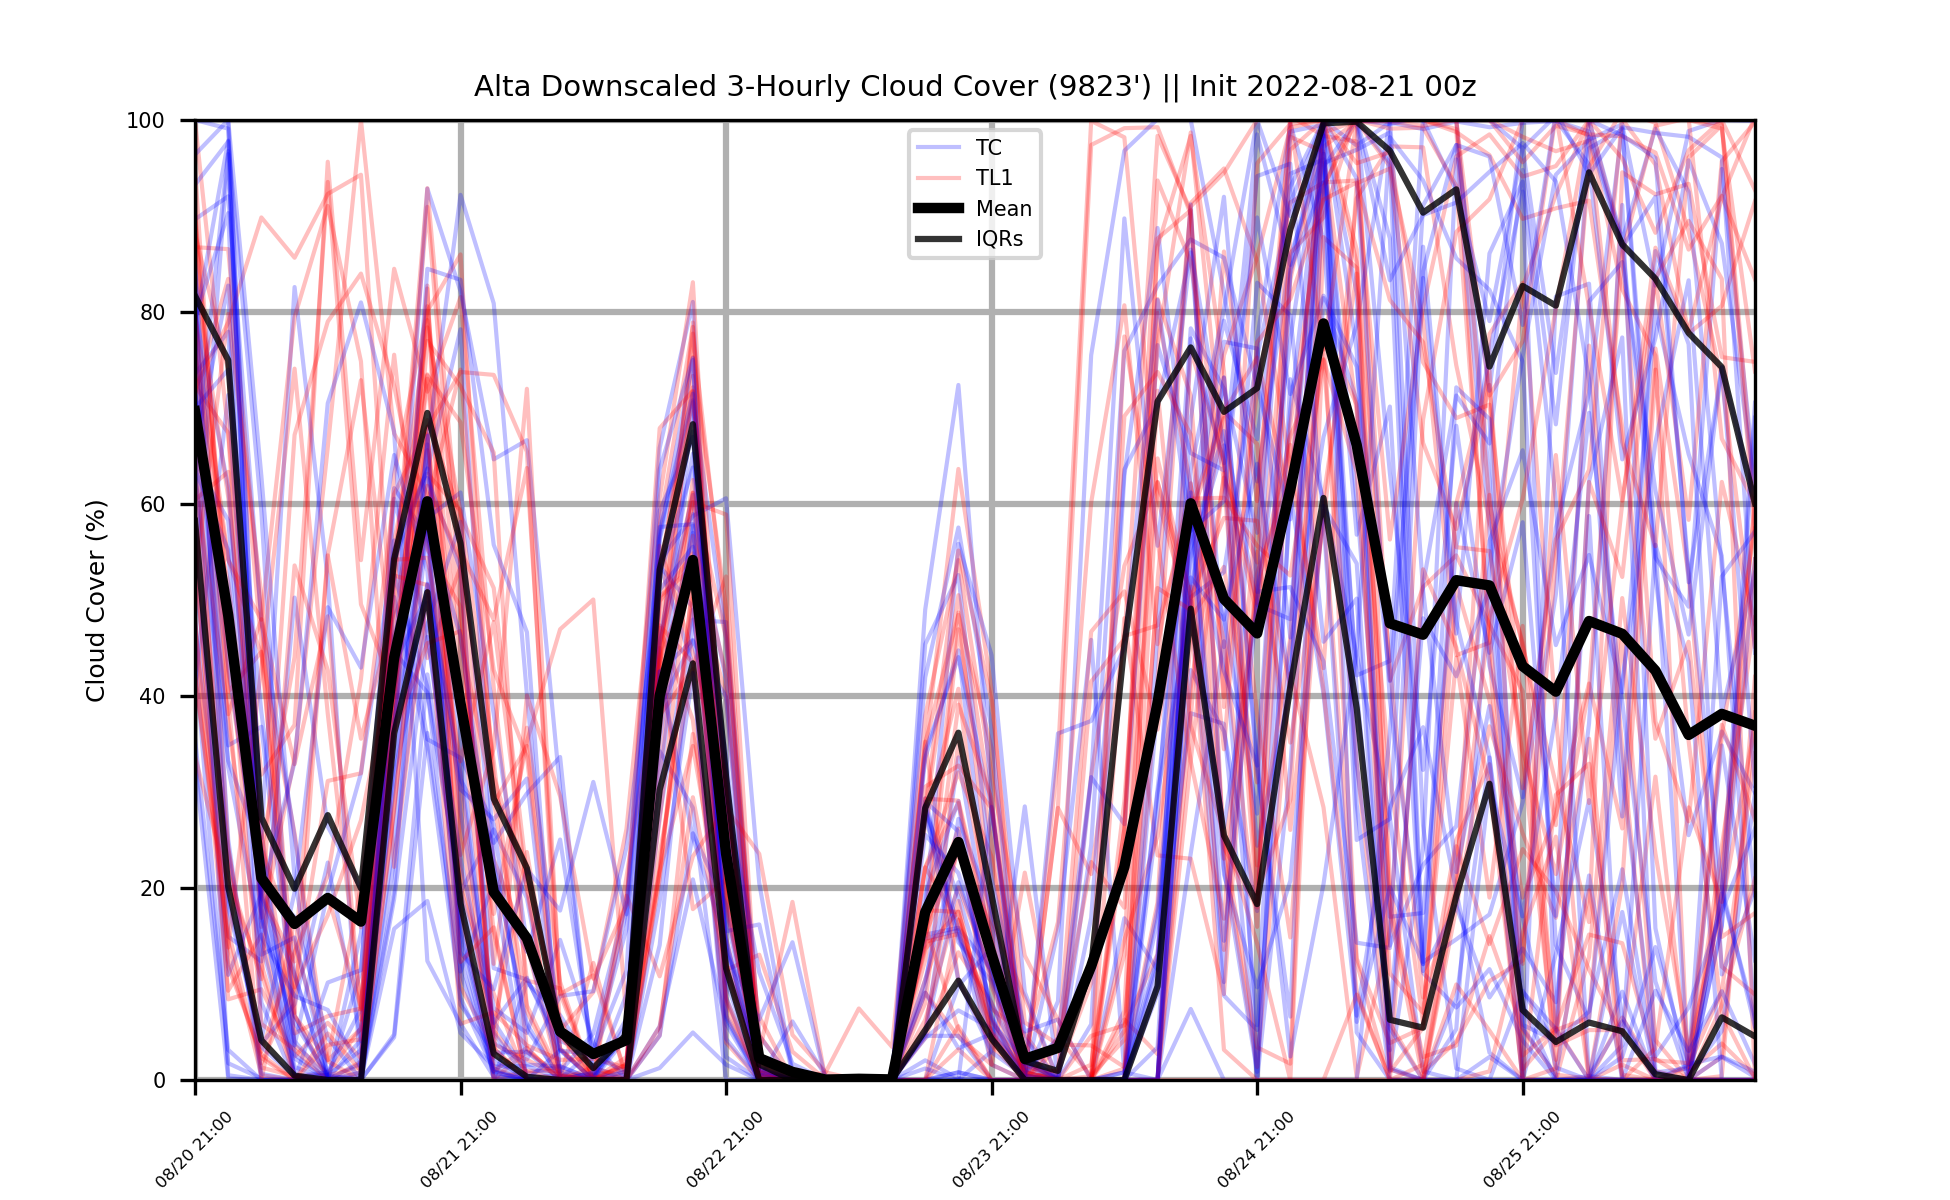 Alta Downscaled 3-Hourly Cloud Cover (9823') || Init 2022-08-21 00z
TC
TL1
Mean
IQRs
Cloud Cover (%)
100
80
60
40
20
0
08/20 21:00
08/21 21:00
08/22 21:00
08/23 21:00
08/24 21:00
08/25 21:00